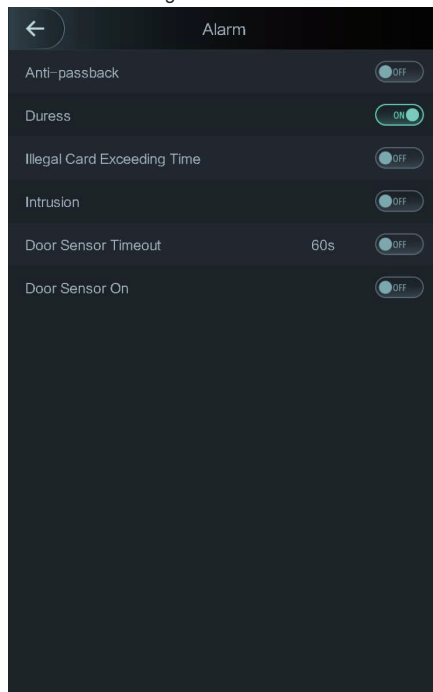 Alarm
Anti-passback OFF
Duress ON
Illegal Card Exceeding Time OFF
Intrusion OFF
Door Sensor Timeout 60s OFF
Door Sensor On OFF